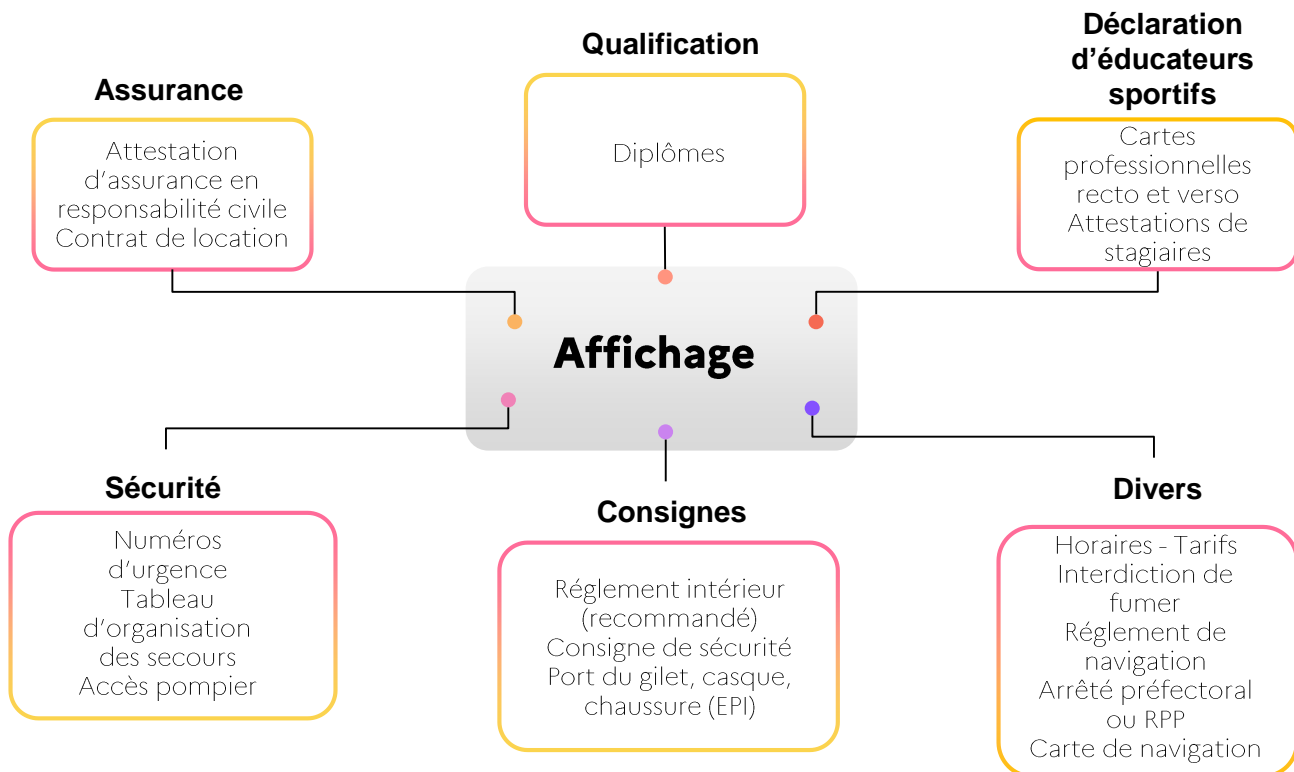 Assurance
Attestation
d'assurance en
responsabilité civile
Contrat de location
Qualification
Diplômes
Déclaration
d'éducateurs
sportifs
Cartes
professionnelles
recto et verso
Attestations de
stagiaires
Affichage
Sécurité
Numéros
d'urgence
Tableau
d'organisation
des secours
Accès pompier
Consignes
Réglement intérieur
(recommandé)
Consigne de sécurité
Port du gilet, casque,
chaussure (EPI)
Divers
Horaires - Tarifs
Interdiction de
fumer
Réglement de
navigation
Arrêté préfectoral
ou RPP
Carte de navigation